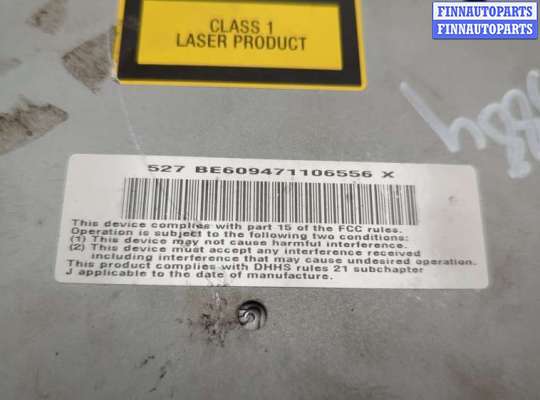 FINNAUTOPARTS
FINNAUTOPARTS
FINNAUTOPARTS
CLASS 1
LASER PRODUCT
527 BE609471106556 X
This device complies with part 15 of the FCC rules.
Operation is subject to the following two conditions:
(1) This device may not cause harmful interference.
(2) This device must accept any interference received
including interference that may cause undesired operation.
This product complies with DHHS rules 21 subchapter
J applicable to the date of manufacture.